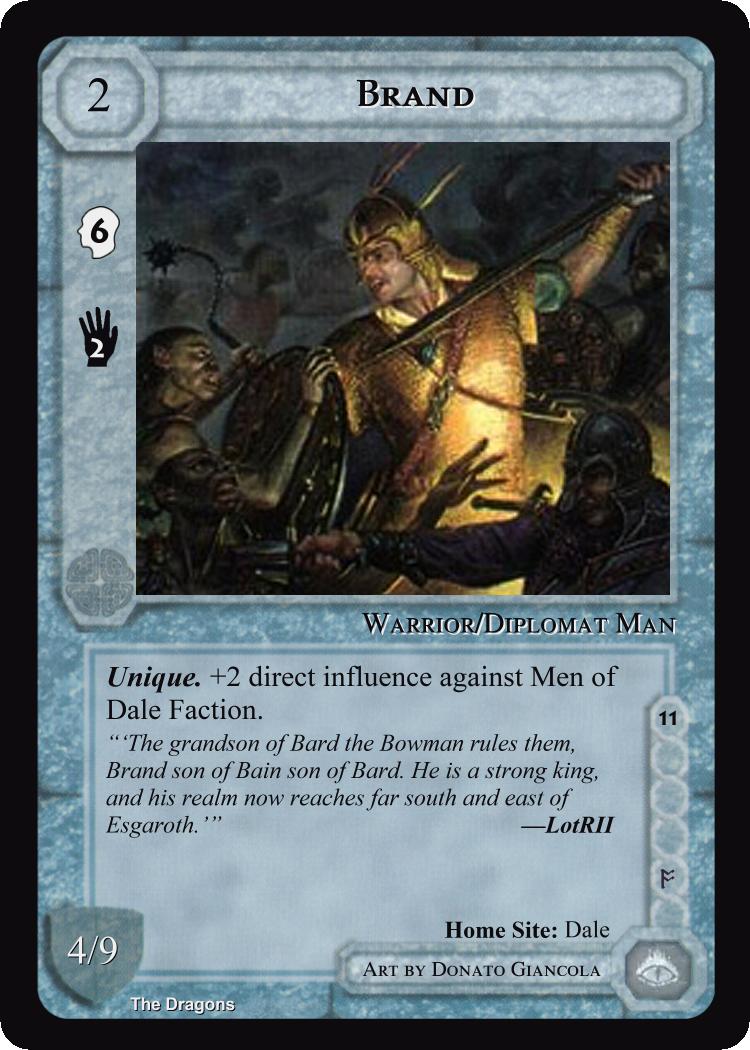 2
BRAND
6
2
WARRIOR/DIPLOMAT MAN
Unique. +2 direct influence against Men of
Dale Faction.
“‘The grandson of Bard the Bowman rules them,
Brand son of Bain son of Bard. He is a strong king,
and his realm now reaches far south and east of
Esgaroth.’” —LotRII
11
ᚩ
Home Site: Dale
4/9
ART BY DONATO GIANCOLA
The Dragons